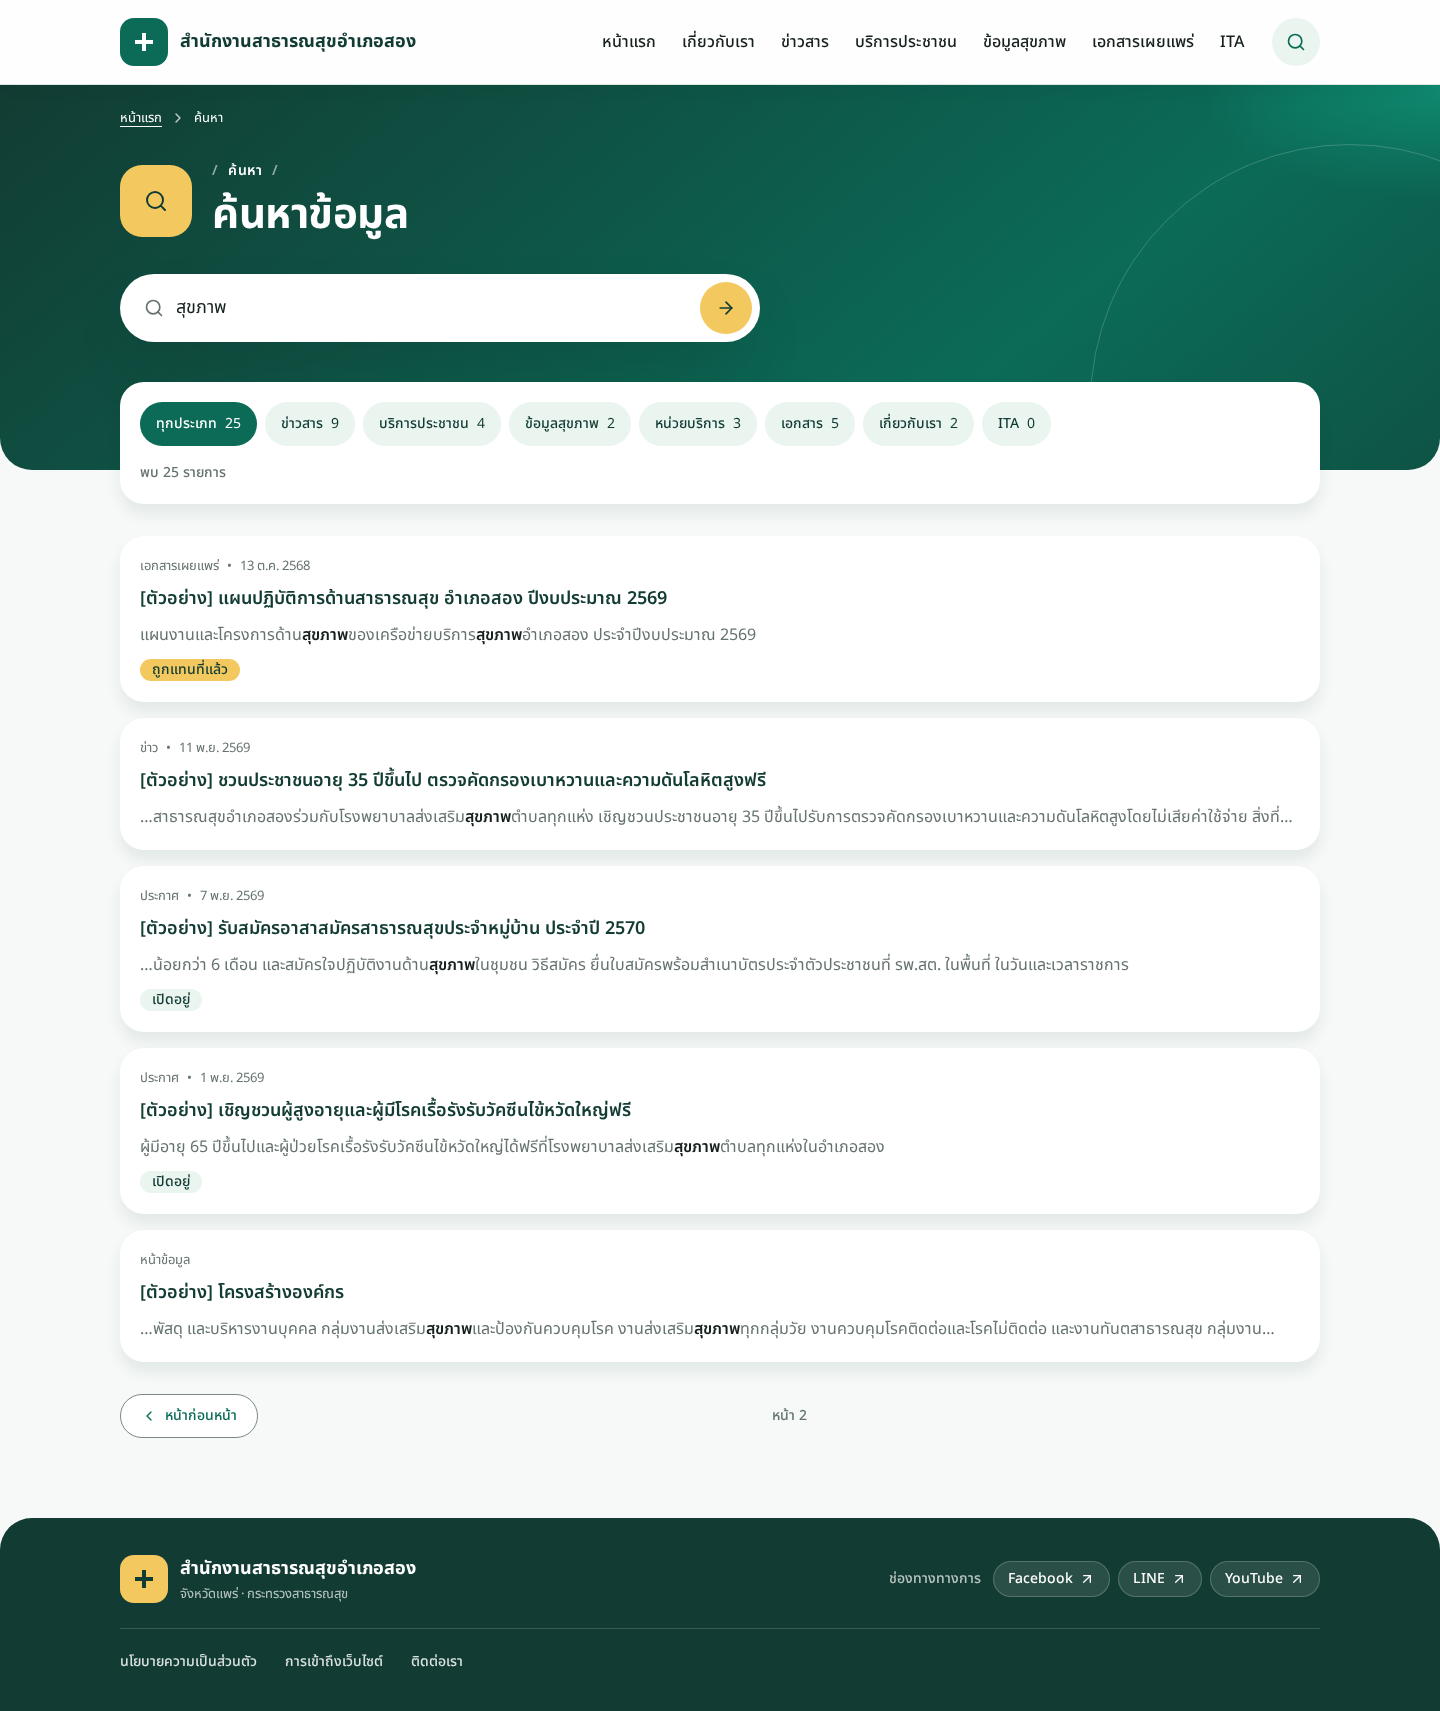 สำนักงานสาธารณสุขอำเภอสอง
หน้าแรก เกี่ยวกับเรา ข่าวสาร บริการประชาชน ข้อมูลสุขภาพ เอกสารเผยแพร่ ITA
หน้าแรก > ค้นหา
/ ค้นหา /
ค้นหาข้อมูล
สุขภาพ
ทุกประเภท 25 ข่าวสาร 9 บริการประชาชน 4 ข้อมูลสุขภาพ 2 หน่วยบริการ 3 เอกสาร 5 เกี่ยวกับเรา 2 ITA 0
พบ 25 รายการ
เอกสารเผยแพร่ • 13 ต.ค. 2568
[ตัวอย่าง] แผนปฏิบัติการด้านสาธารณสุข อำเภอสอง ปีงบประมาณ 2569
แผนงานและโครงการด้านสุขภาพของเครือข่ายบริการสุขภาพอำเภอสอง ประจำปีงบประมาณ 2569
ถูกแทนที่แล้ว
ข่าว • 11 พ.ย. 2569
[ตัวอย่าง] ชวนประชาชนอายุ 35 ปีขึ้นไป ตรวจคัดกรองเบาหวานและความดันโลหิตสูงฟรี
…สาธารณสุขอำเภอสองร่วมกับโรงพยาบาลส่งเสริมสุขภาพตำบลทุกแห่ง เชิญชวนประชาชนอายุ 35 ปีขึ้นไปรับการตรวจคัดกรองเบาหวานและความดันโลหิตสูงโดยไม่เสียค่าใช้จ่าย สิ่งที่…
ประกาศ • 7 พ.ย. 2569
[ตัวอย่าง] รับสมัครอาสาสมัครสาธารณสุขประจำหมู่บ้าน ประจำปี 2570
…น้อยกว่า 6 เดือน และสมัครใจปฏิบัติงานด้านสุขภาพในชุมชน วิธีสมัคร ยื่นใบสมัครพร้อมสำเนาบัตรประจำตัวประชาชนที่ รพ.สต. ในพื้นที่ ในวันและเวลาราชการ
เปิดอยู่
ประกาศ • 1 พ.ย. 2569
[ตัวอย่าง] เชิญชวนผู้สูงอายุและผู้มีโรคเรื้อรังรับวัคซีนไข้หวัดใหญ่ฟรี
ผู้มีอายุ 65 ปีขึ้นไปและผู้ป่วยโรคเรื้อรังรับวัคซีนไข้หวัดใหญ่ได้ฟรีที่โรงพยาบาลส่งเสริมสุขภาพตำบลทุกแห่งในอำเภอสอง
เปิดอยู่
หน้าข้อมูล
[ตัวอย่าง] โครงสร้างองค์กร
…พัสดุ และบริหารงานบุคคล กลุ่มงานส่งเสริมสุขภาพและป้องกันควบคุมโรค งานส่งเสริมสุขภาพทุกกลุ่มวัย งานควบคุมโรคติดต่อและโรคไม่ติดต่อ และงานทันตสาธารณสุข กลุ่มงาน…
หน้าก่อนหน้า หน้า 2
สำนักงานสาธารณสุขอำเภอสอง
จังหวัดแพร่ · กระทรวงสาธารณสุข
ช่องทางทางการ Facebook LINE YouTube
นโยบายความเป็นส่วนตัว การเข้าถึงเว็บไซต์ ติดต่อเรา